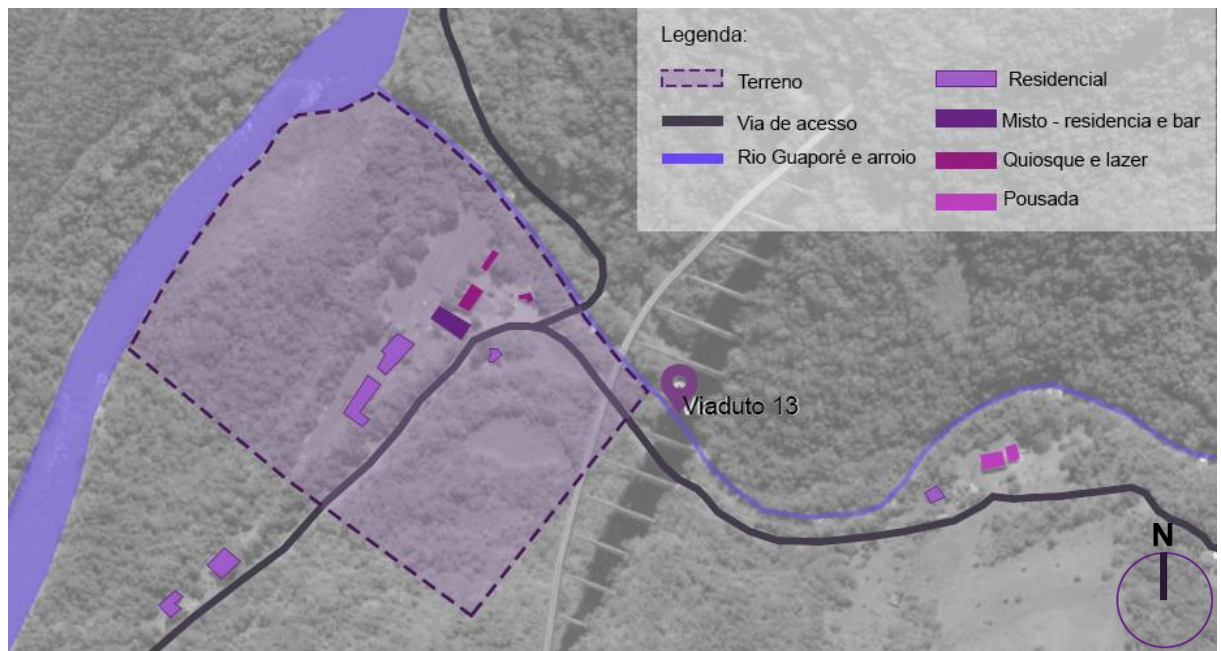 Legenda:
Terreno
Via de acesso
Rio Guaporé e arroio
Residencial
Misto - residencia e bar
Quiosque e lazer
Pousada
Viaduto 13
N